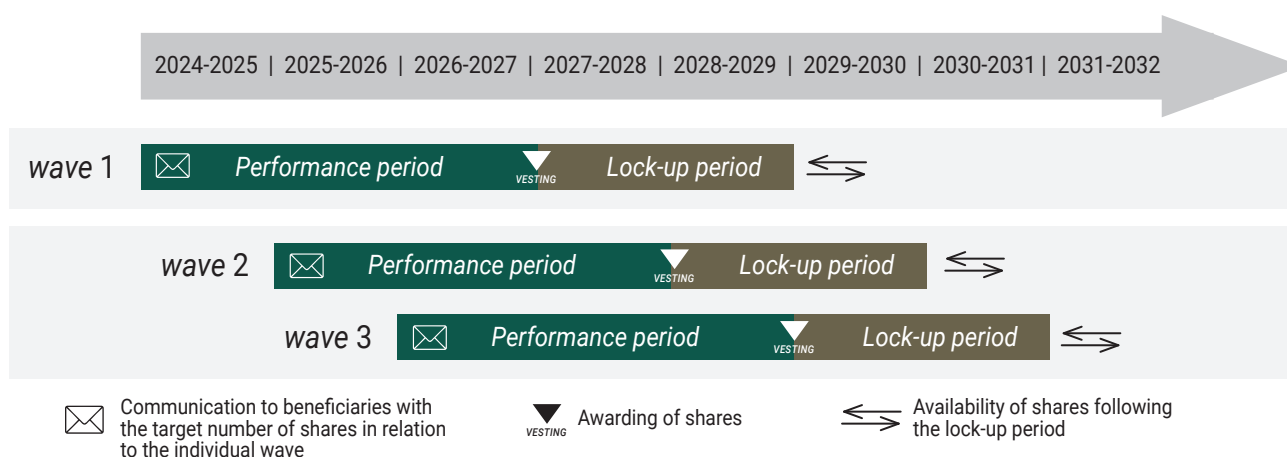 2024-2025 | 2025-2026 | 2026-2027 | 2027-2028 | 2028-2029 | 2029-2030 | 2030-2031 | 2031-2032
wave 1
Performance period
VESTING
Lock-up period
wave 2
Performance period
VESTING
Lock-up period
wave 3
Performance period
VESTING
Lock-up period
Communication to beneficiaries with
the target number of shares in relation
to the individual wave
VESTING
Awarding of shares
Availability of shares following
the lock-up period